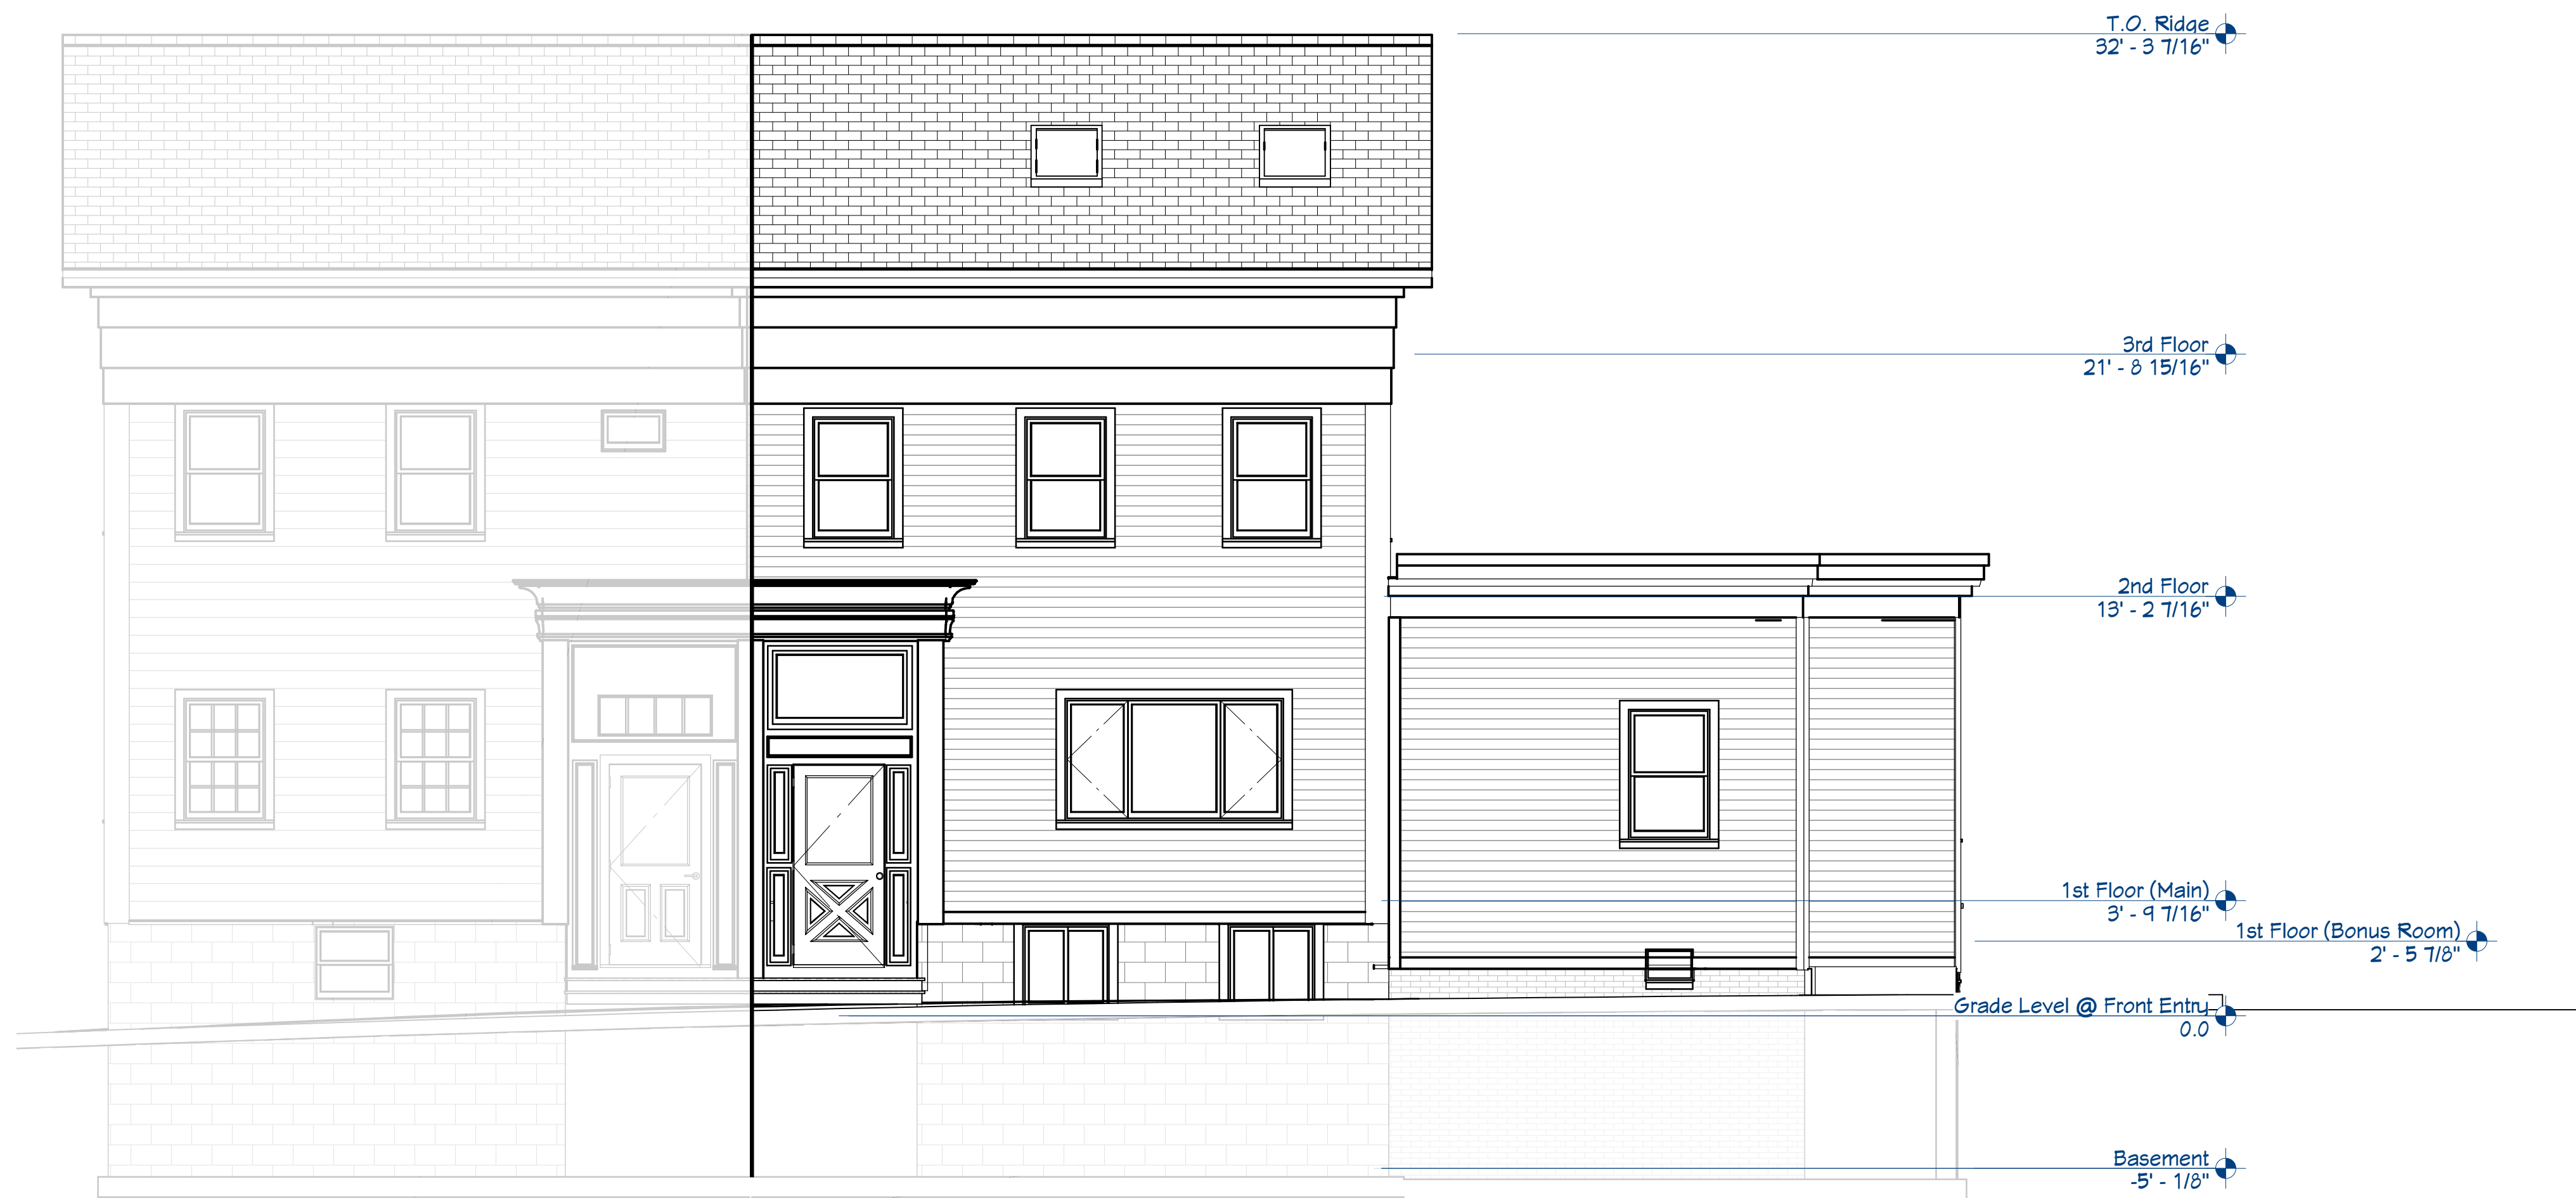 T.O. Ridge
32' - 3 7/16"
3rd Floor
21' - 8 15/16"
2nd Floor
13' - 2 7/16"
1st Floor (Main)
3' - 9 7/16"
1st Floor (Bonus Room)
2' - 5 7/8"
Grade Level @ Front Entry
0.0
Basement
-5' - 1/8"